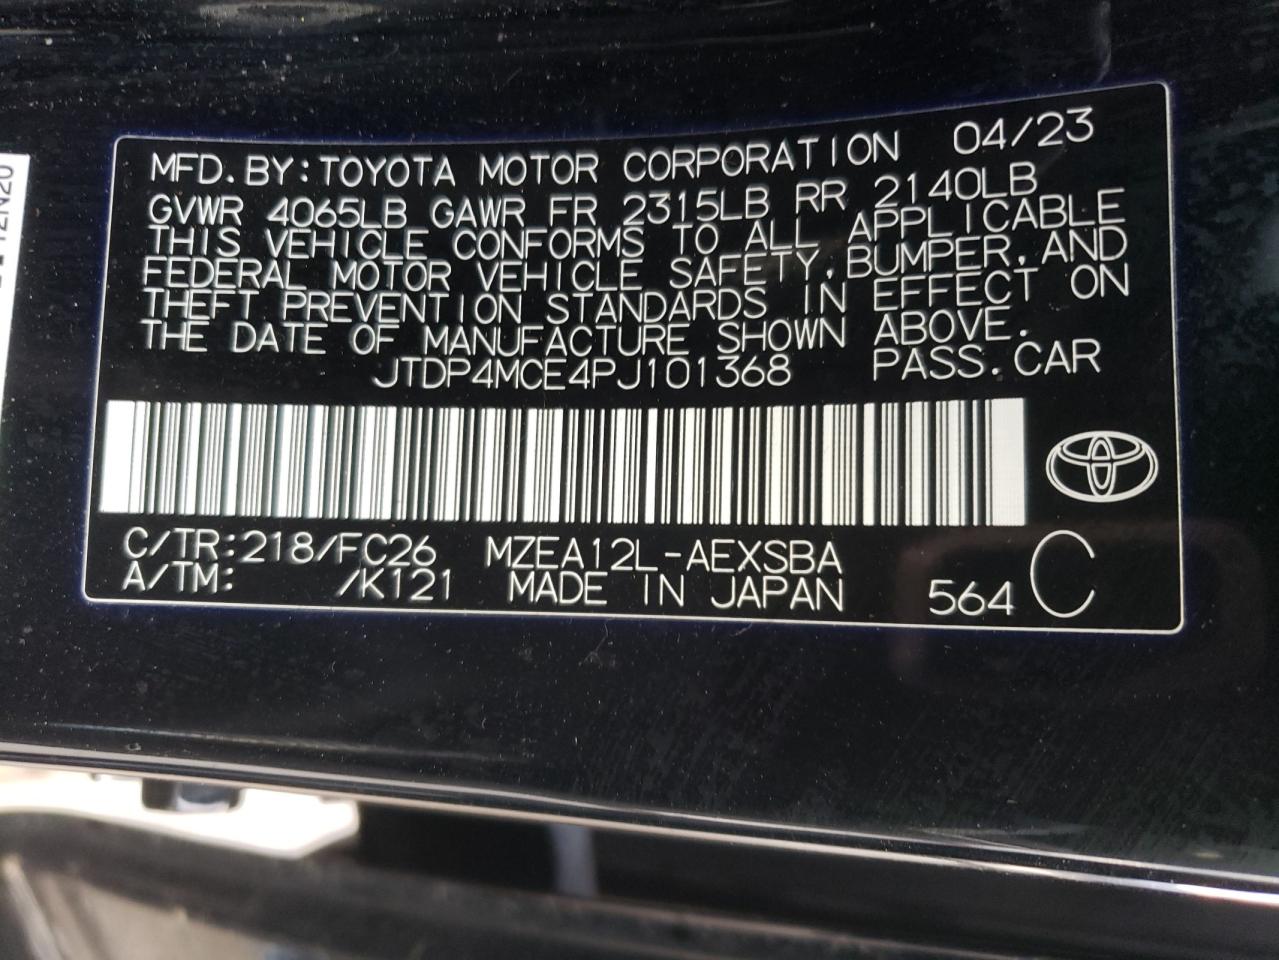 MFD.BY:TOYOTA MOTOR CORPORATION 04/23
GVWR 4065LB GAWR FR 2315LB RR 2140LB
THIS VEHICLE CONFORMS TO ALL APPLICABLE
FEDERAL MOTOR VEHICLE SAFETY,BUMPER,AND
THEFT PREVENTION STANDARDS IN EFFECT ON
THE DATE OF MANUFACTURE SHOWN ABOVE.
JTDP4MCE4PJ101368 PASS.CAR
C/TR:218/FC26 MZEA12L-AEXSBA
A/TM: /K121 MADE IN JAPAN 564 C